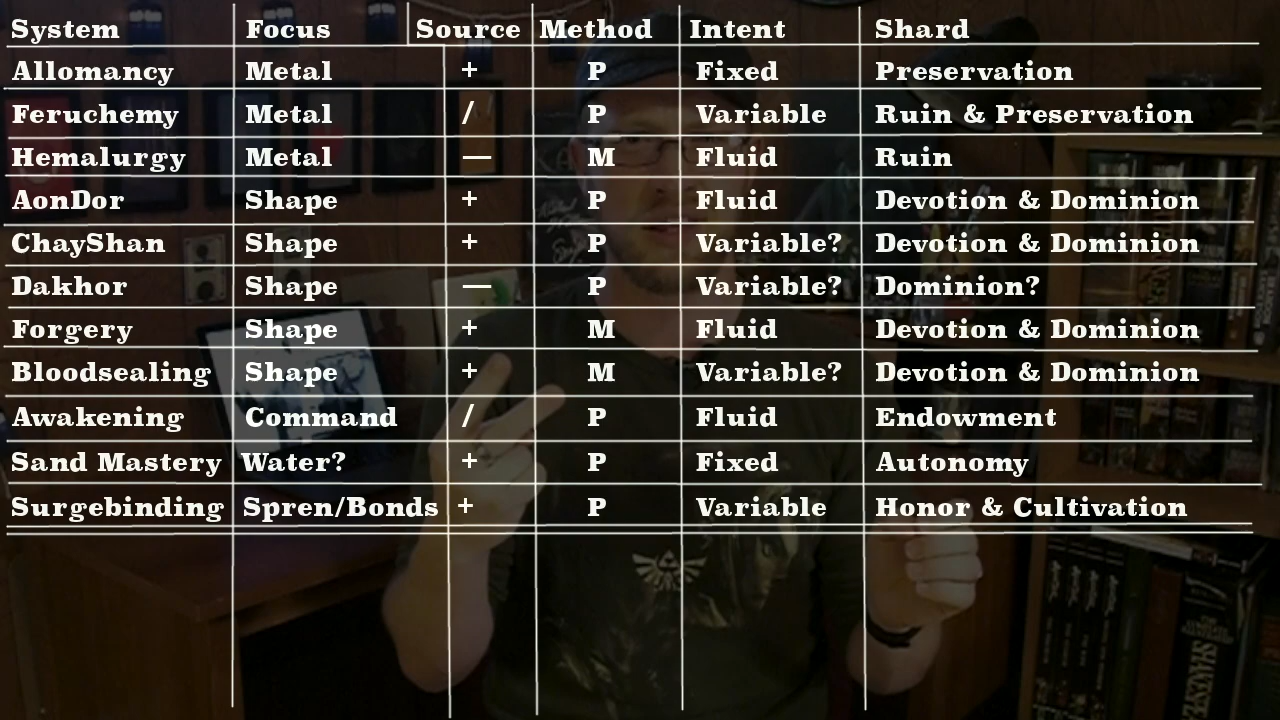 System Focus Source Method Intent Shard
Allomancy Metal + P Fixed Preservation
Feruchemy Metal / P Variable Ruin & Preservation
Hemalurgy Metal — M Fluid Ruin
AonDor Shape + P Fluid Devotion & Dominion
ChayShan Shape + P Variable? Devotion & Dominion
Dakhor Shape — P Variable? Dominion?
Forgery Shape + M Fluid Devotion & Dominion
Bloodsealing Shape + M Variable? Devotion & Dominion
Awakening Command / P Fluid Endowment
Sand Mastery Water? + P Fixed Autonomy
Surgebinding Spren/Bonds + P Variable Honor & Cultivation